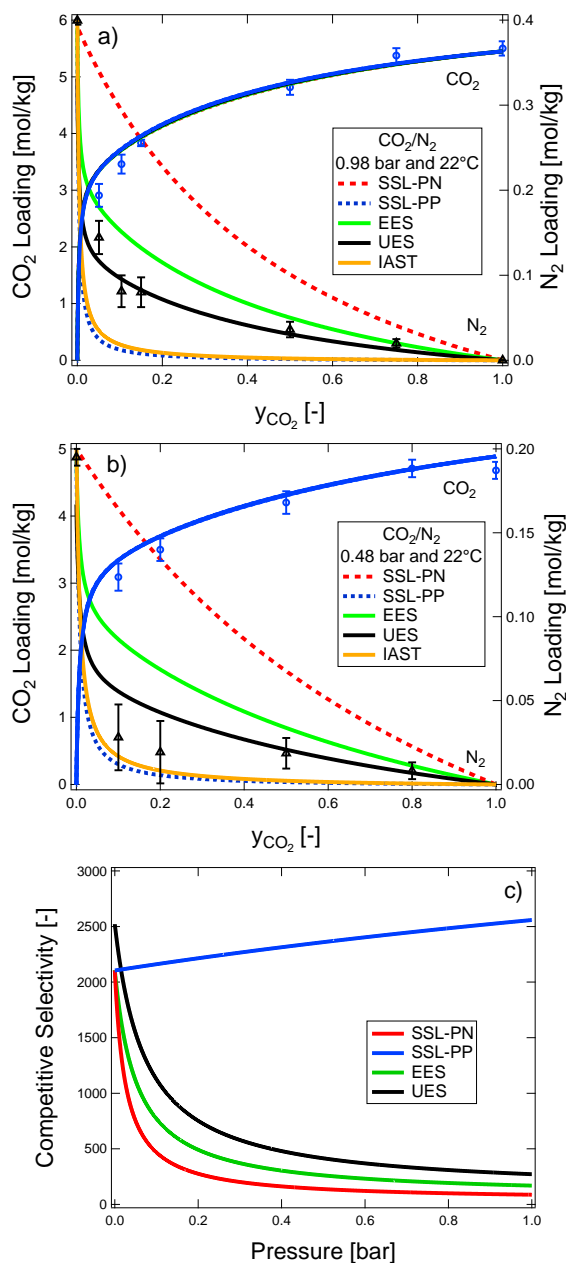 a)
6
5
4
3
2
1
0
CO2 Loading [mol/kg]
0.4
0.3
0.2
0.1
0.0
N2 Loading [mol/kg]
CO2
CO2/N2
0.98 bar and 22°C
SSL-PN
SSL-PP
EES
UES
IAST
N2
0.0 0.2 0.4 0.6 0.8 1.0
yCO2 [-]
b)
5
4
3
2
1
0
CO2 Loading [mol/kg]
0.20
0.15
0.10
0.05
0.00
N2 Loading [mol/kg]
CO2
CO2/N2
0.48 bar and 22°C
SSL-PN
SSL-PP
EES
UES
IAST
N2
0.0 0.2 0.4 0.6 0.8 1.0
yCO2 [-]
c)
3000
2500
2000
1500
1000
500
0
Competitive Selectivity [-]
SSL-PN
SSL-PP
EES
UES
0.0 0.2 0.4 0.6 0.8 1.0
Pressure [bar]